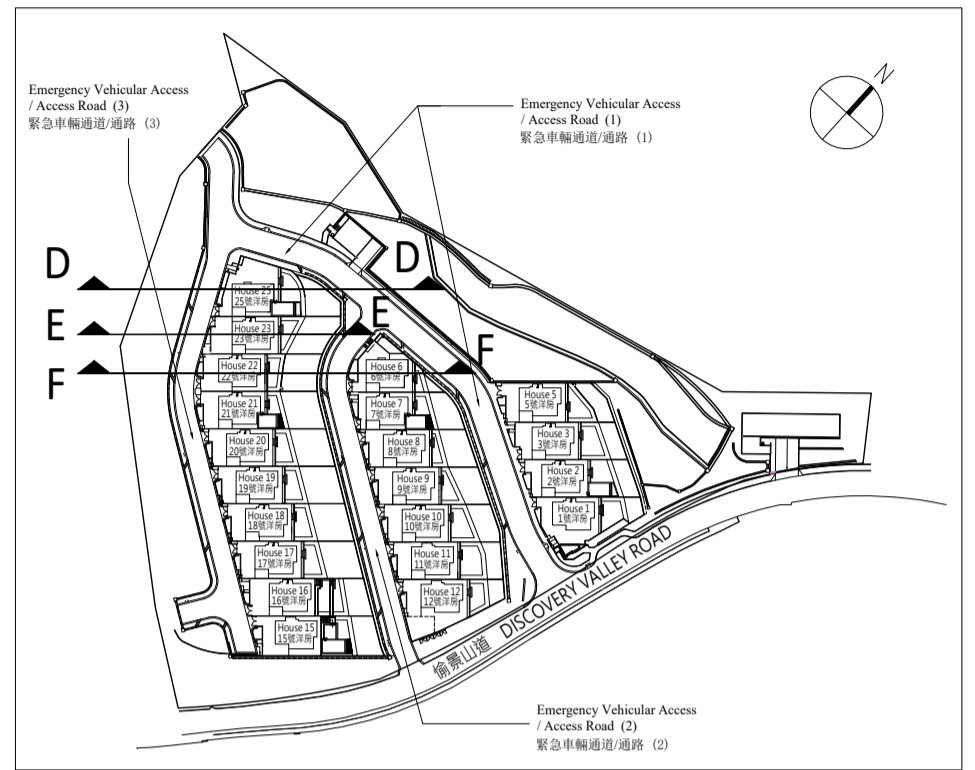 N
Emergency Vehicular Access
/ Access Road (3)
緊急車輛通道/通路 (3)
Emergency Vehicular Access
/ Access Road (1)
緊急車輛通道/通路 (1)
D
D
E
E
F
F
House 25
25號洋房
House 23
23號洋房
House 22
22號洋房
House 21
21號洋房
House 20
20號洋房
House 19
19號洋房
House 18
18號洋房
House 17
17號洋房
House 16
16號洋房
House 15
15號洋房
House 6
6號洋房
House 7
7號洋房
House 8
8號洋房
House 9
9號洋房
House 10
10號洋房
House 11
11號洋房
House 12
12號洋房
House 5
5號洋房
House 3
3號洋房
House 2
2號洋房
House 1
1號洋房
愉景山道 DISCOVERY VALLEY ROAD
Emergency Vehicular Access
/ Access Road (2)
緊急車輛通道/通路 (2)